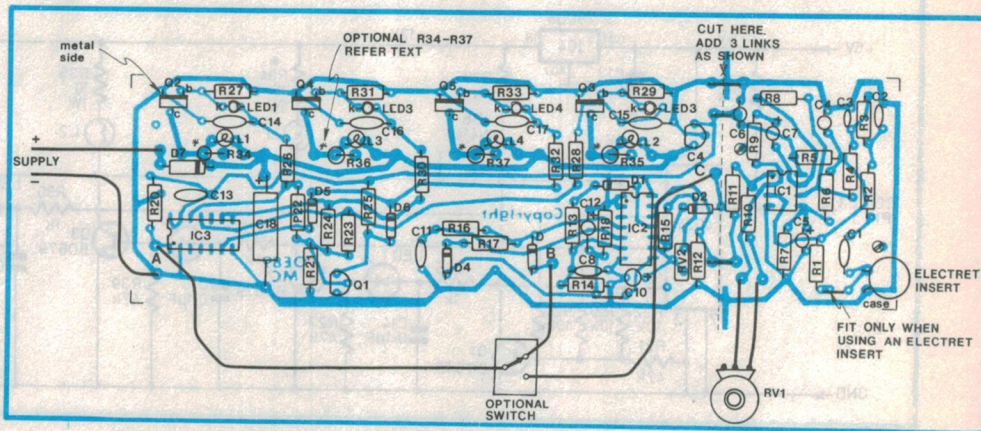 CUT HERE.
ADD 3 LINKS
AS SHOWN
OPTIONAL R34-R37
REFER TEXT
metal
side
Q2 b R27 k LED1 c C14 L1 * R34
Q4 b R31 k LED3 c C16 L3 * R36
Q5 b R33 k LED4 c C17 L4 * R37
Q3 b R29 k LED3 c C15 L2 * R35
R8 C4 C3 C2 R3
C6 C7 R9 R5 R4 R2
C4
+
SUPPLY
–
D7 R26 R30 R32 R28 C
R20 C13 D5 R25 D6 D1 D2 R11 IC1 R6
C18 P22 R24 R23 C11 R16 Copyright C12 R13 R18 IC2 R15 R10 C5
IC3 R17 D B RV2 R12 R7 R1 C1
A R21 Q1 D4 C8 R14 C10
ELECTRET
INSERT
case
FIT ONLY WHEN
USING AN ELECTRET
INSERT
OPTIONAL
SWITCH
RV1